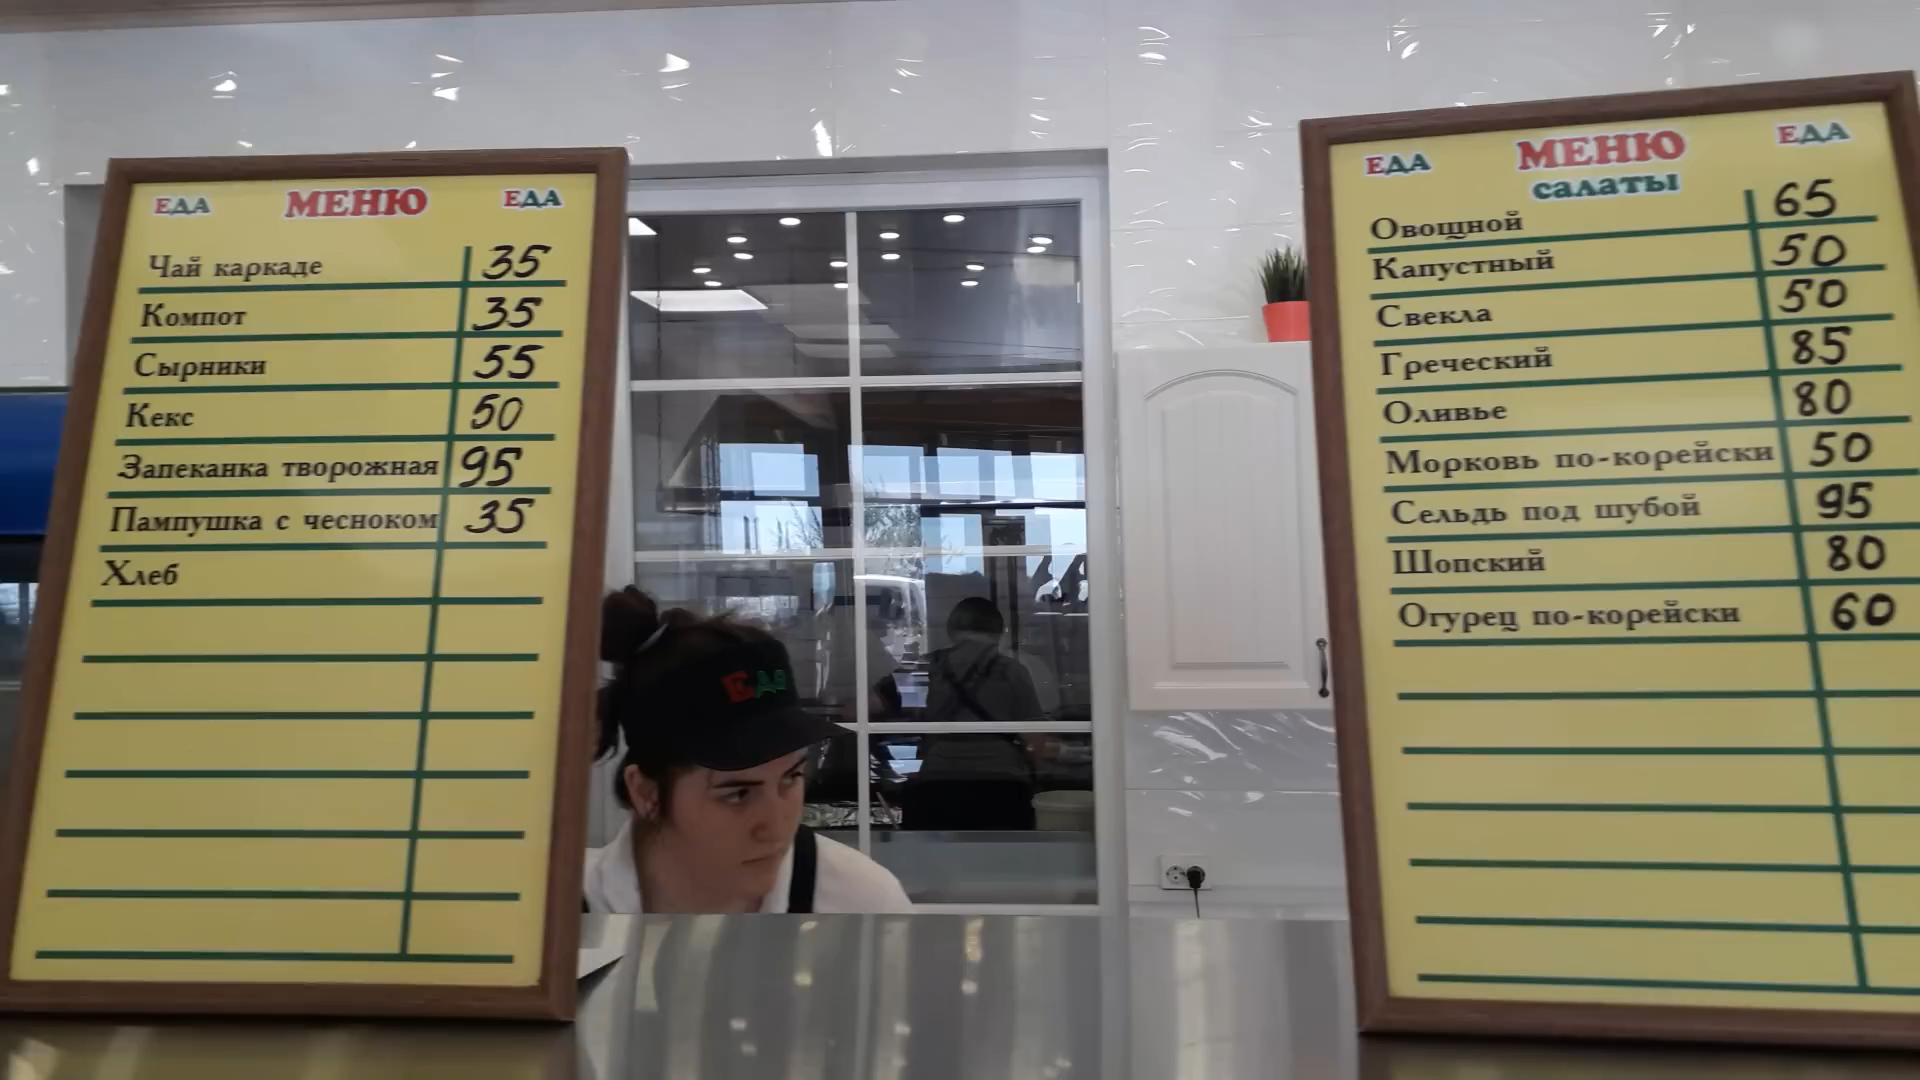 ЕДА МЕНЮ ЕДА
Чай каркаде 35
Компот 35
Сырники 55
Кекс 50
Запеканка творожная 95
Пампушка с чесноком 35
Хлеб
ЕДА
ЕДА МЕНЮ ЕДА
салаты
Овощной 65
Капустный 50
Свекла 50
Греческий 85
Оливье 80
Морковь по-корейски 50
Сельдь под шубой 95
Шопский 80
Огурец по-корейски 60